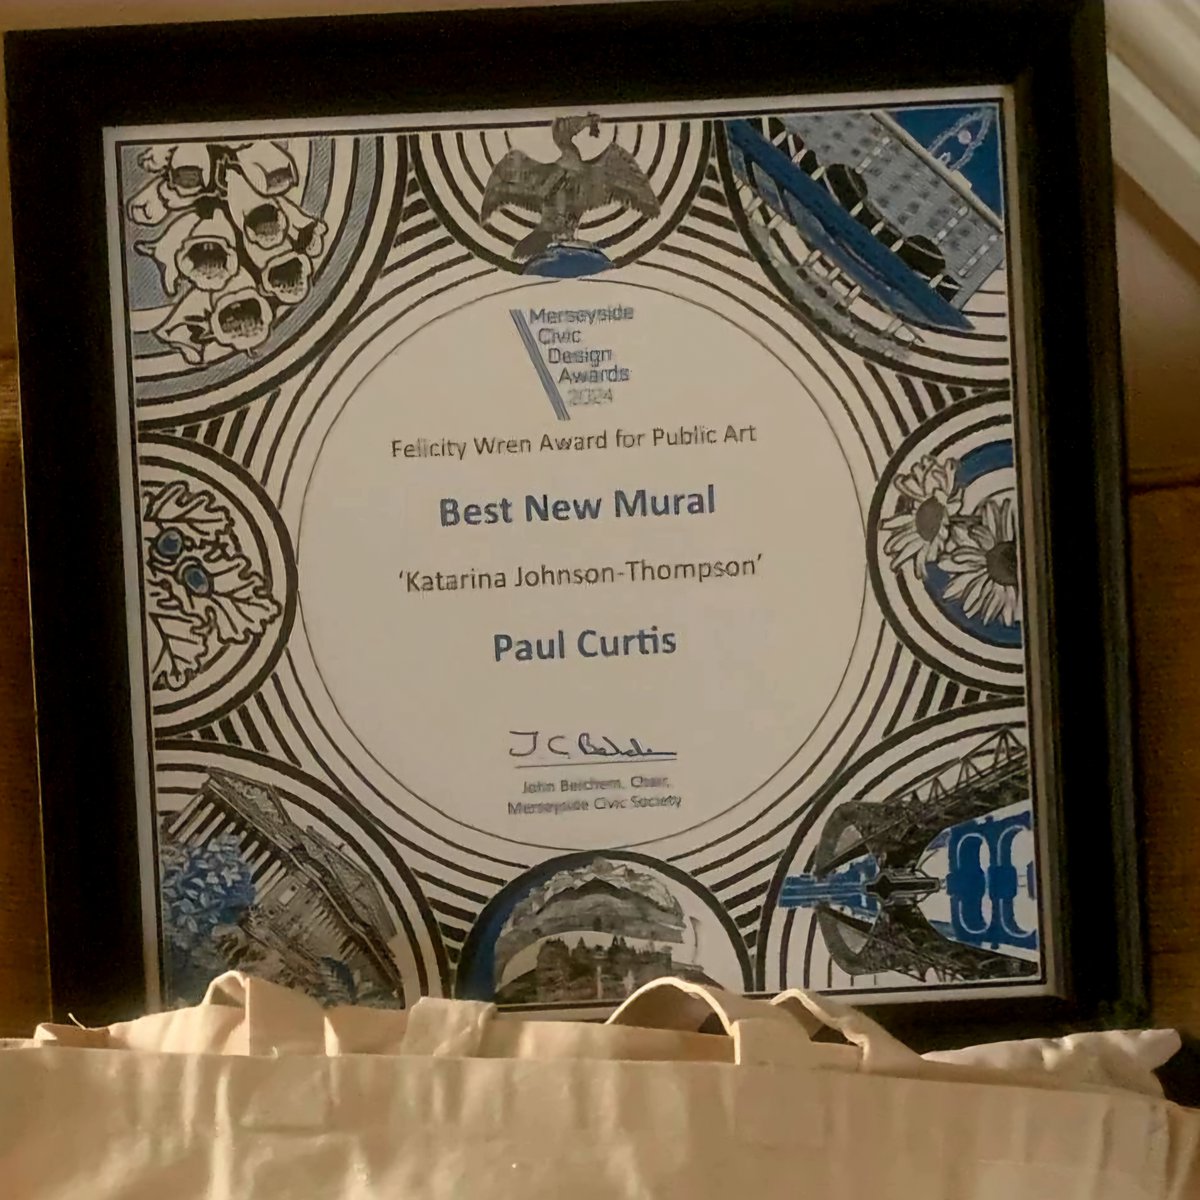 Merseyside
Civic
Design
Awards
2024
Felicity Wren Award for Public Art
Best New Mural
‘Katarina Johnson-Thompson’
Paul Curtis
J C Belchem
John Belchem, Chair,
Merseyside Civic Society